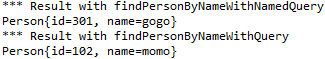 *** Result with findPersonByNameWithNamedQuery
Person{id=301, name=gogo}
*** Result with findPersonByNameWithQuery
Person{id=102, name=momo}